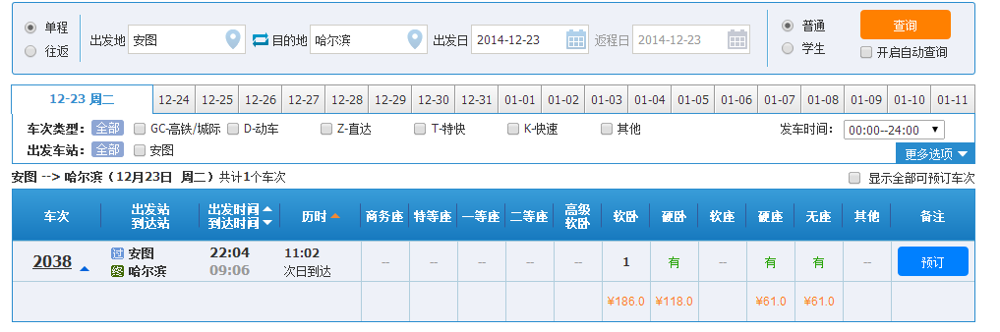 单程 往返 出发地 安图 目的地 哈尔滨 出发日 2014-12-23 返程日 2014-12-23 普通 学生 查询 开启自动查询
12-23 周二 12-24 12-25 12-26 12-27 12-28 12-29 12-30 12-31 01-01 01-02 01-03 01-04 01-05 01-06 01-07 01-08 01-09 01-10 01-11
车次类型： 全部 GC-高铁/城际 D-动车 Z-直达 T-特快 K-快速 其他 发车时间： 00:00--24:00
出发车站： 全部 安图 更多选项
安图 --> 哈尔滨（12月23日 周二）共计1个车次 显示全部可预订车次
车次 出发站 到达站 出发时间 到达时间 历时 商务座 特等座 一等座 二等座 高级软卧 软卧 硬卧 软座 硬座 无座 其他 备注
2038 过 安图 22:04 11:02 -- -- -- -- -- 1 有 -- 有 有 -- 预订
终 哈尔滨 09:06 次日到达
¥186.0 ¥118.0 ¥61.0 ¥61.0